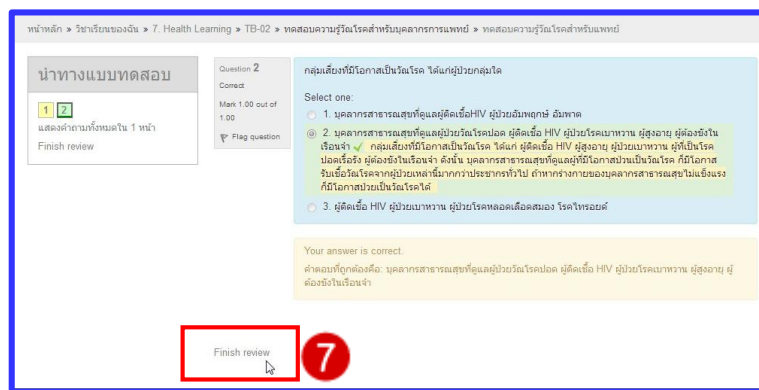 หน้าหลัก » วิชาเรียนของฉัน » 7. Health Learning » TB-02 » ทดสอบความรู้วัณโรคสำหรับบุคลากรการแพทย์ » ทดสอบความรู้วัณโรคสำหรับแพทย์
นำทางแบบทดสอบ
1 2
แสดงคำถามทั้งหมดใน 1 หน้า
Finish review
Question 2
Correct
Mark 1.00 out of
1.00
Flag question
กลุ่มเสี่ยงที่มีโอกาสเป็นวัณโรค ได้แก่ผู้ป่วยกลุ่มใด
Select one:
1. บุคลากรสาธารณสุขที่ดูแลผู้ติดเชื้อHIV ผู้ป่วยอัมพฤกษ์ อัมพาต
2. บุคลากรสาธารณสุขที่ดูแลผู้ป่วยวัณโรคปอด ผู้ติดเชื้อ HIV ผู้ป่วยโรคเบาหวาน ผู้สูงอายุ ผู้ต้องขังใน
เรือนจำ ✓ กลุ่มเสี่ยงที่มีโอกาสเป็นวัณโรค ได้แก่ ผู้ติดเชื้อ HIV ผู้สูงอายุ ผู้ป่วยเบาหวาน ผู้ที่เป็นโรค
ปอดเรื้อรัง ผู้ต้องขังในเรือนจำ ดังนั้น บุคลากรสาธารณสุขที่ดูแลผู้ที่มีโอกาสป่วนเป็นวัณโรค ก็มีโอกาส
รับเชื้อวัณโรคจากผู้ป่วยเหล่านี้มากกว่าประชากรทั่วไป ถ้าหากร่างกายของบุคลากรสาธารณสุขไม่แข็งแรง
ก็มีโอกาสป่วยเป็นวัณโรคได้
3. ผู้ติดเชื้อ HIV ผู้ป่วยเบาหวาน ผู้ป่วยโรคหลอดเลือดสมอง โรคไทรอยด์
Your answer is correct.
คำตอบที่ถูกต้องคือ: บุคลากรสาธารณสุขที่ดูแลผู้ป่วยวัณโรคปอด ผู้ติดเชื้อ HIV ผู้ป่วยโรคเบาหวาน ผู้สูงอายุ ผู้
ต้องขังในเรือนจำ
Finish review
7